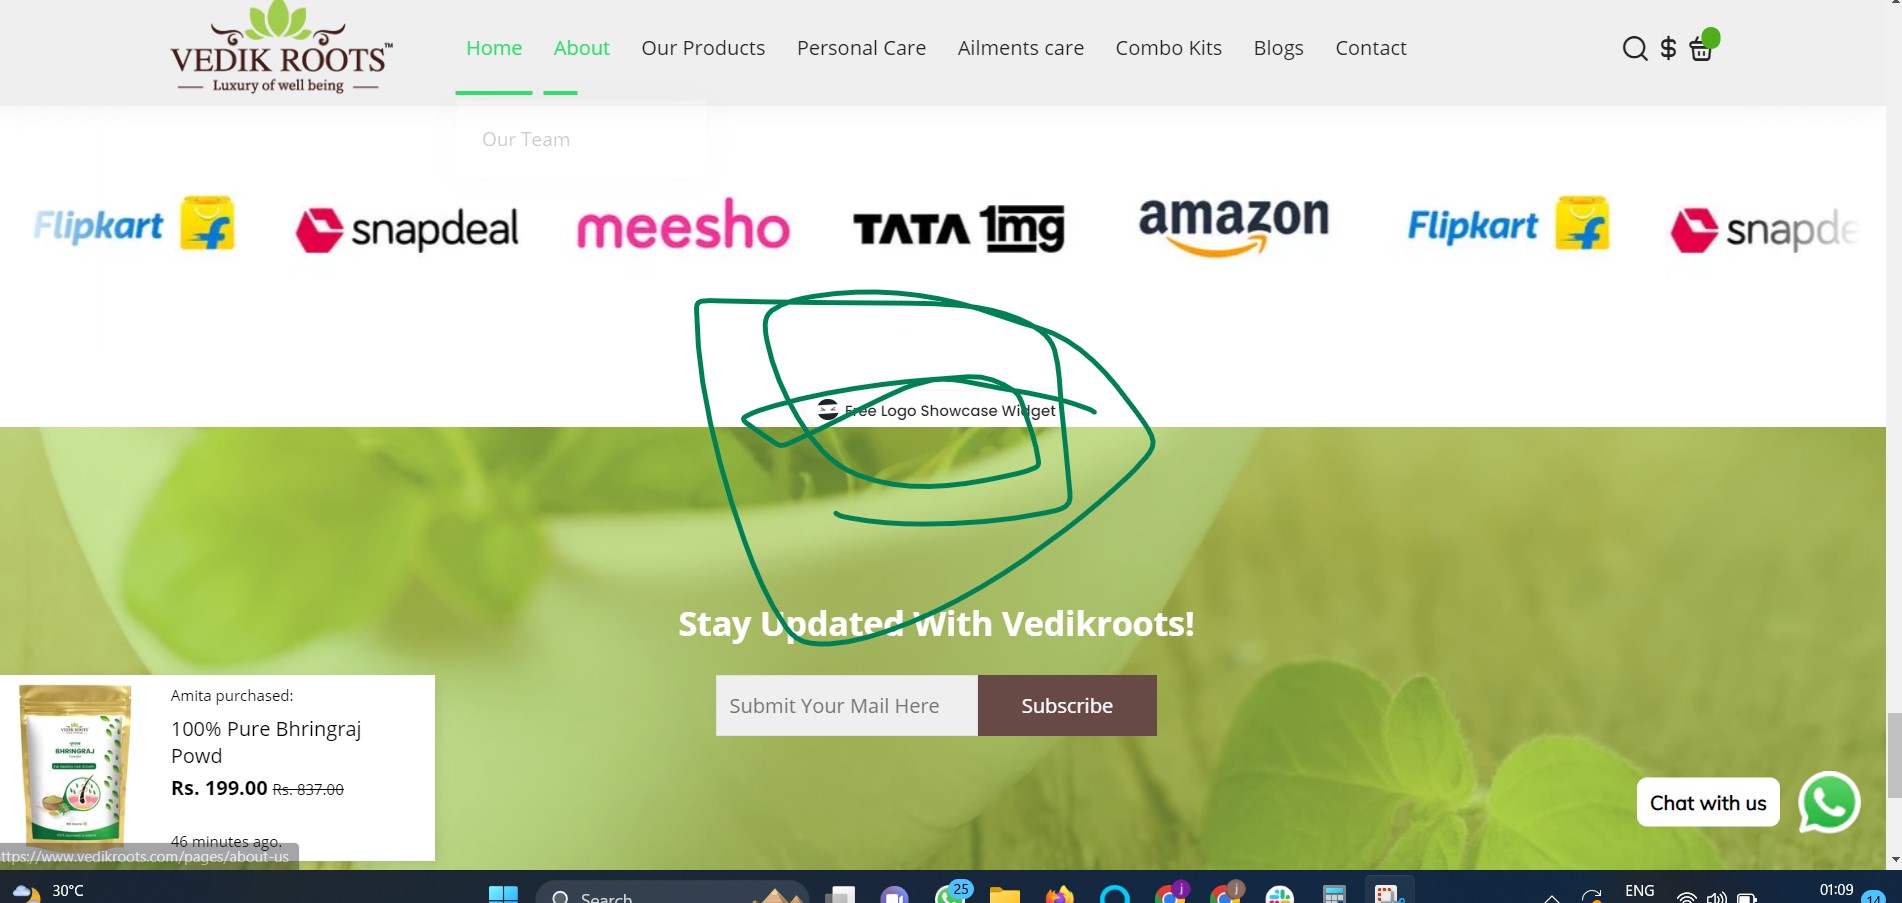 VEDIK ROOTS™
Luxury of well being
Home About Our Products Personal Care Ailments care Combo Kits Blogs Contact
Our Team
Flipkart snapdeal meesho TATA 1mg amazon Flipkart snapde
Free Logo Showcase Widget
Stay Updated With Vedikroots!
Submit Your Mail Here Subscribe
Amita purchased:
100% Pure Bhringraj
Powd
Rs. 199.00 Rs. 837.00
46 minutes ago.
VEDIK ROOTS
BHRINGRAJ
Chat with us
ttps://www.vedikroots.com/pages/about-us
30°C Search 25 j j ENG 01:09 14